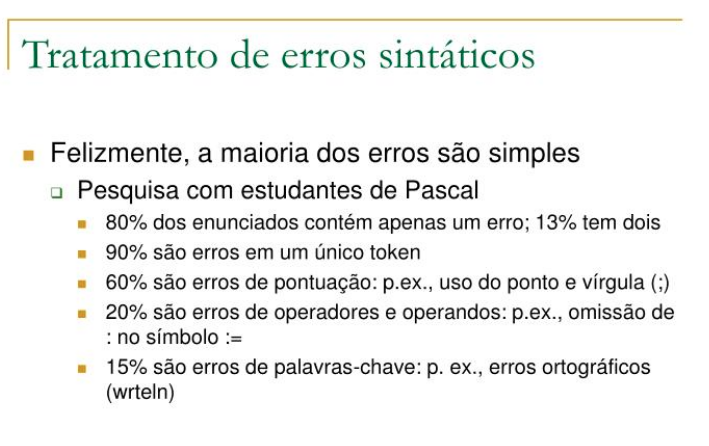 Tratamento de erros sintáticos
Felizmente, a maioria dos erros são simples
Pesquisa com estudantes de Pascal
80% dos enunciados contém apenas um erro; 13% tem dois
90% são erros em um único token
60% são erros de pontuação: p.ex., uso do ponto e vírgula (;)
20% são erros de operadores e operandos: p.ex., omissão de
: no símbolo :=
15% são erros de palavras-chave: p. ex., erros ortográficos
(wrteln)